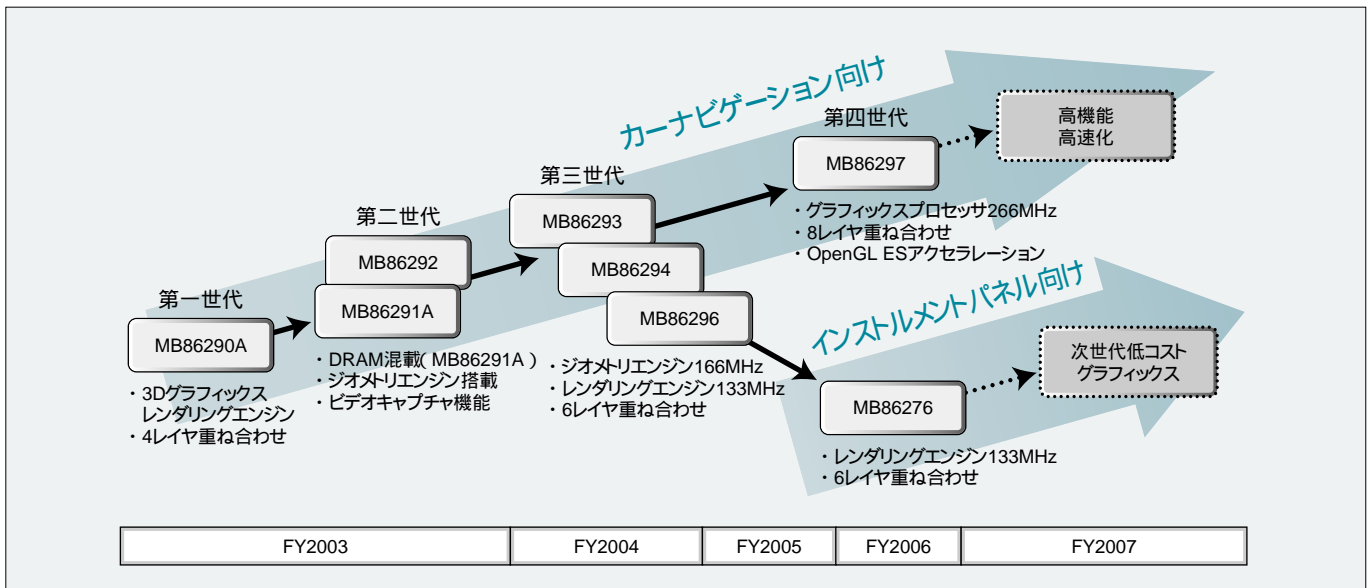 カーナビゲーション向け
第一世代
MB86290A
・3Dグラフィックス
レンダリングエンジン
・4レイヤ重ね合わせ
第二世代
MB86292
MB86291A
・DRAM混載( MB86291A )
・ジオメトリエンジン搭載
・ビデオキャプチャ機能
第三世代
MB86293
MB86294
MB86296
・ジオメトリエンジン166MHz
・レンダリングエンジン133MHz
・6レイヤ重ね合わせ
第四世代
MB86297
・グラフィックスプロセッサ266MHz
・8レイヤ重ね合わせ
・OpenGL ESアクセラレーション
高機能
高速化
インストルメントパネル向け
MB86276
・レンダリングエンジン133MHz
・6レイヤ重ね合わせ
次世代低コスト
グラフィックス
FY2003
FY2004
FY2005
FY2006
FY2007